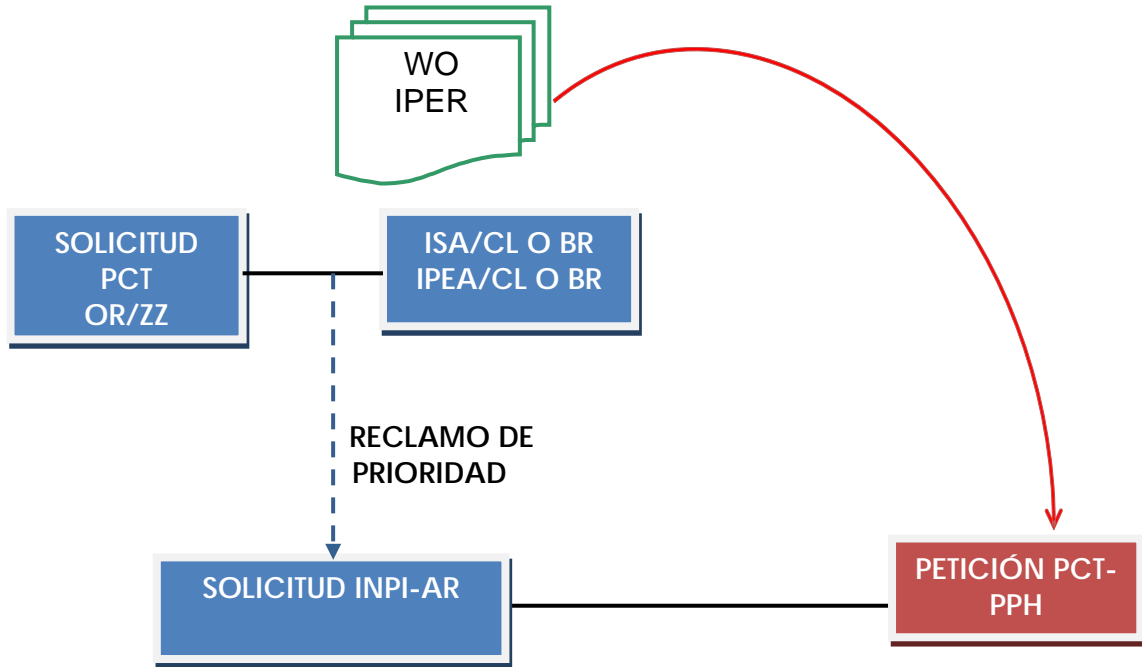 WO
IPER
SOLICITUD
PCT
OR/ZZ
ISA/CL O BR
IPEA/CL O BR
RECLAMO DE
PRIORIDAD
SOLICITUD INPI-AR
PETICIÓN PCT-
PPH